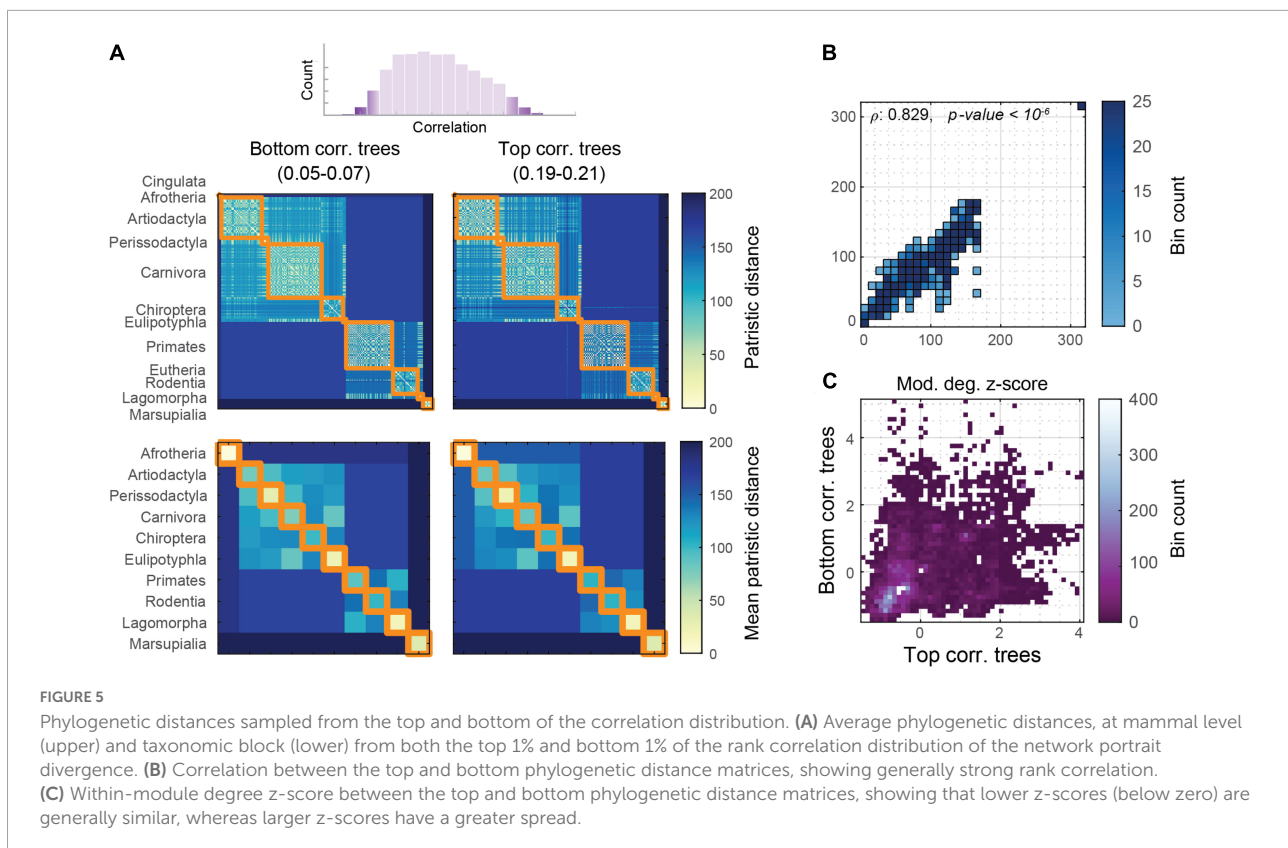 A
Count
Correlation
Bottom corr. trees
(0.05-0.07)
Top corr. trees
(0.19-0.21)
Cingulata
Afrotheria
Artiodactyla
Perissodactyla
Carnivora
Chiroptera
Eulipotyphla
Primates
Eutheria
Rodentia
Lagomorpha
Marsupialia
200
150
100
50
0
Patristic distance
Afrotheria
Artiodactyla
Perissodactyla
Carnivora
Chiroptera
Eulipotyphla
Primates
Rodentia
Lagomorpha
Marsupialia
200
150
100
50
0
Mean patristic distance
B
ρ: 0.829, p-value < 10⁻⁶
300
200
100
0
0 100 200 300
25
20
15
10
5
0
Bin count
C
Mod. deg. z-score
Bottom corr. trees
4
2
0
0 2 4
Top corr. trees
400
300
200
100
0
Bin count
FIGURE 5
Phylogenetic distances sampled from the top and bottom of the correlation distribution. (A) Average phylogenetic distances, at mammal level
(upper) and taxonomic block (lower) from both the top 1% and bottom 1% of the rank correlation distribution of the network portrait
divergence. (B) Correlation between the top and bottom phylogenetic distance matrices, showing generally strong rank correlation.
(C) Within-module degree z-score between the top and bottom phylogenetic distance matrices, showing that lower z-scores (below zero) are
generally similar, whereas larger z-scores have a greater spread.